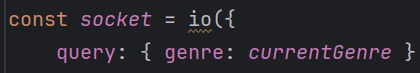 const socket = io({
    query: { genre: currentGenre }